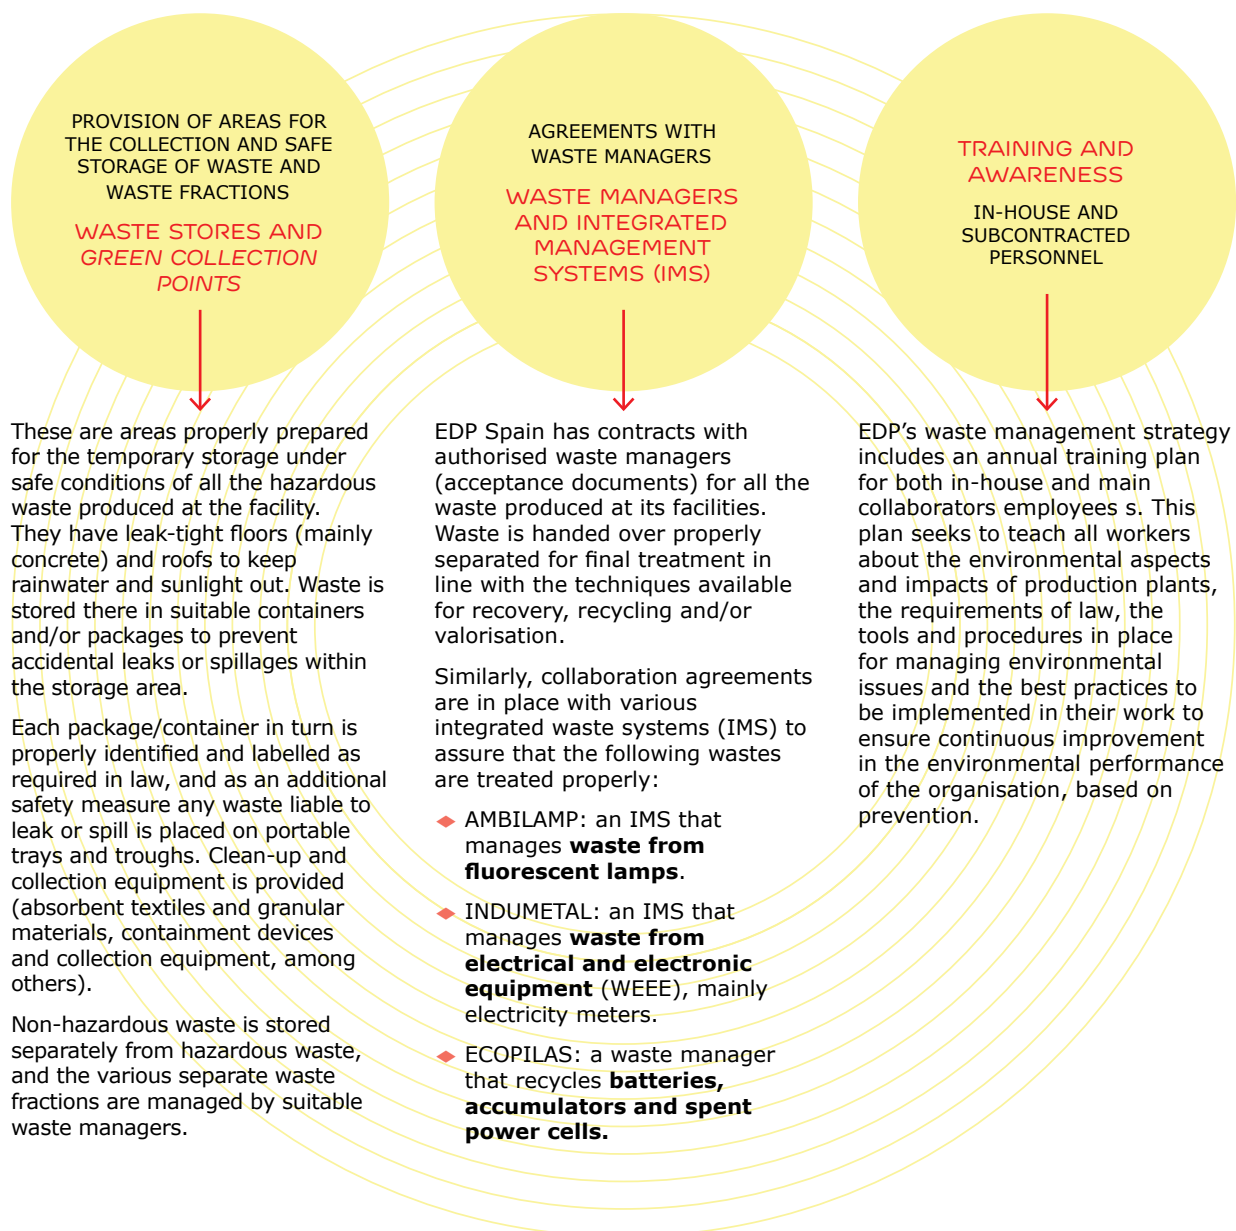 PROVISION OF AREAS FOR
THE COLLECTION AND SAFE
STORAGE OF WASTE AND
WASTE FRACTIONS
WASTE STORES AND
GREEN COLLECTION
POINTS
These are areas properly prepared
for the temporary storage under
safe conditions of all the hazardous
waste produced at the facility.
They have leak-tight floors (mainly
concrete) and roofs to keep
rainwater and sunlight out. Waste is
stored there in suitable containers
and/or packages to prevent
accidental leaks or spillages within
the storage area.
Each package/container in turn is
properly identified and labelled as
required in law, and as an additional
safety measure any waste liable to
leak or spill is placed on portable
trays and troughs. Clean-up and
collection equipment is provided
(absorbent textiles and granular
materials, containment devices
and collection equipment, among
others).
Non-hazardous waste is stored
separately from hazardous waste,
and the various separate waste
fractions are managed by suitable
waste managers.
AGREEMENTS WITH
WASTE MANAGERS
WASTE MANAGERS
AND INTEGRATED
MANAGEMENT
SYSTEMS (IMS)
EDP Spain has contracts with
authorised waste managers
(acceptance documents) for all the
waste produced at its facilities.
Waste is handed over properly
separated for final treatment in
line with the techniques available
for recovery, recycling and/or
valorisation.
Similarly, collaboration agreements
are in place with various
integrated waste systems (IMS) to
assure that the following wastes
are treated properly:
AMBILAMP: an IMS that
manages waste from
fluorescent lamps.
INDUMETAL: an IMS that
manages waste from
electrical and electronic
equipment (WEEE), mainly
electricity meters.
ECOPILAS: a waste manager
that recycles batteries,
accumulators and spent
power cells.
TRAINING AND
AWARENESS
IN-HOUSE AND
SUBCONTRACTED
PERSONNEL
EDP's waste management strategy
includes an annual training plan
for both in-house and main
collaborators employees s. This
plan seeks to teach all workers
about the environmental aspects
and impacts of production plants,
the requirements of law, the
tools and procedures in place
for managing environmental
issues and the best practices to
be implemented in their work to
ensure continuous improvement
in the environmental performance
of the organisation, based on
prevention.